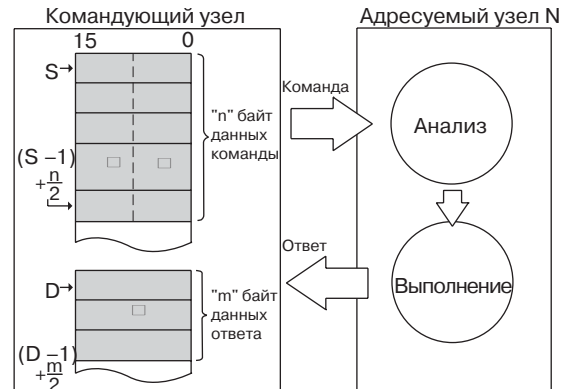 Командующий узел
Адресуемый узел N
15
0
S
Команда
"n" байт
данных
команды
Анализ
(S –1)
+n/2
Ответ
D
"m" байт
данных
ответа
Выполнение
(D –1)
+m/2